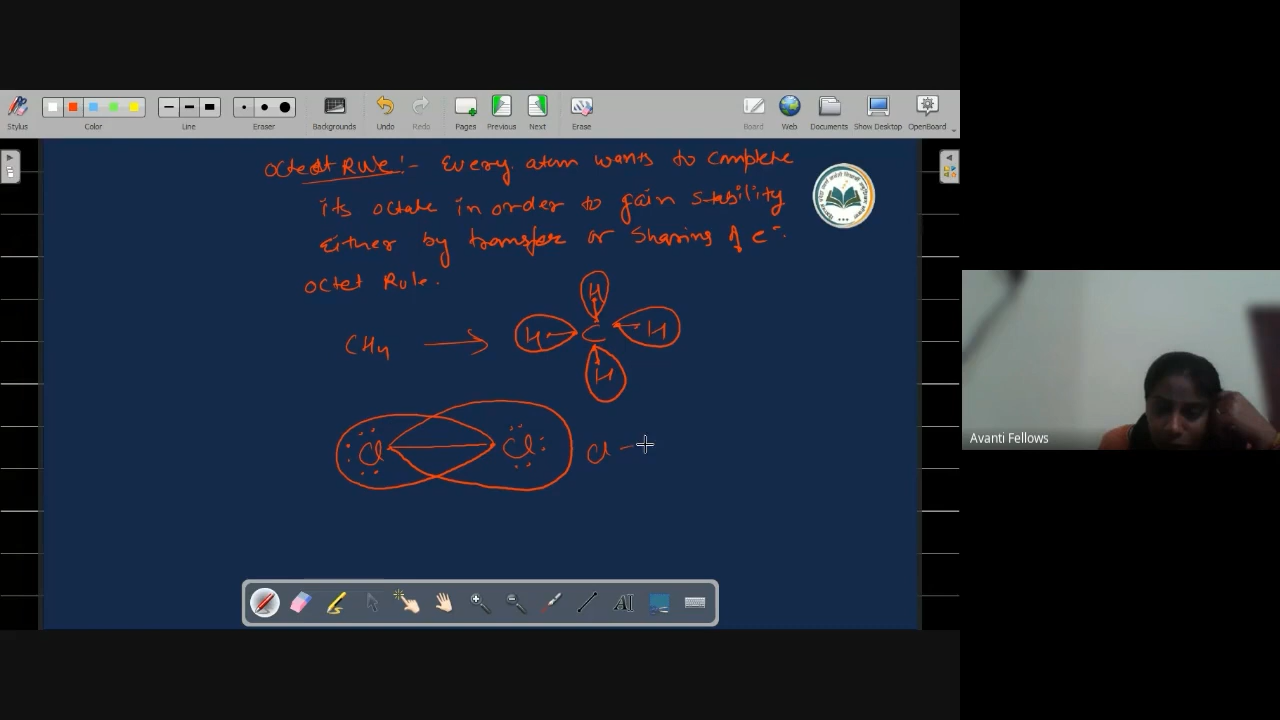 Stylus
Color
Line
Eraser
Backgrounds
Undo
Redo
Pages
Previous
Next
Erase
Board
Web
Documents
Show Desktop
OpenBoard
Rule :- Every atom wants to complete
its octate in order to gain stability
either by transfer or sharing of e⁻.
octet Rule.
H
CH4 → H C H
H
Cl Cl Cl -
Avanti Fellows